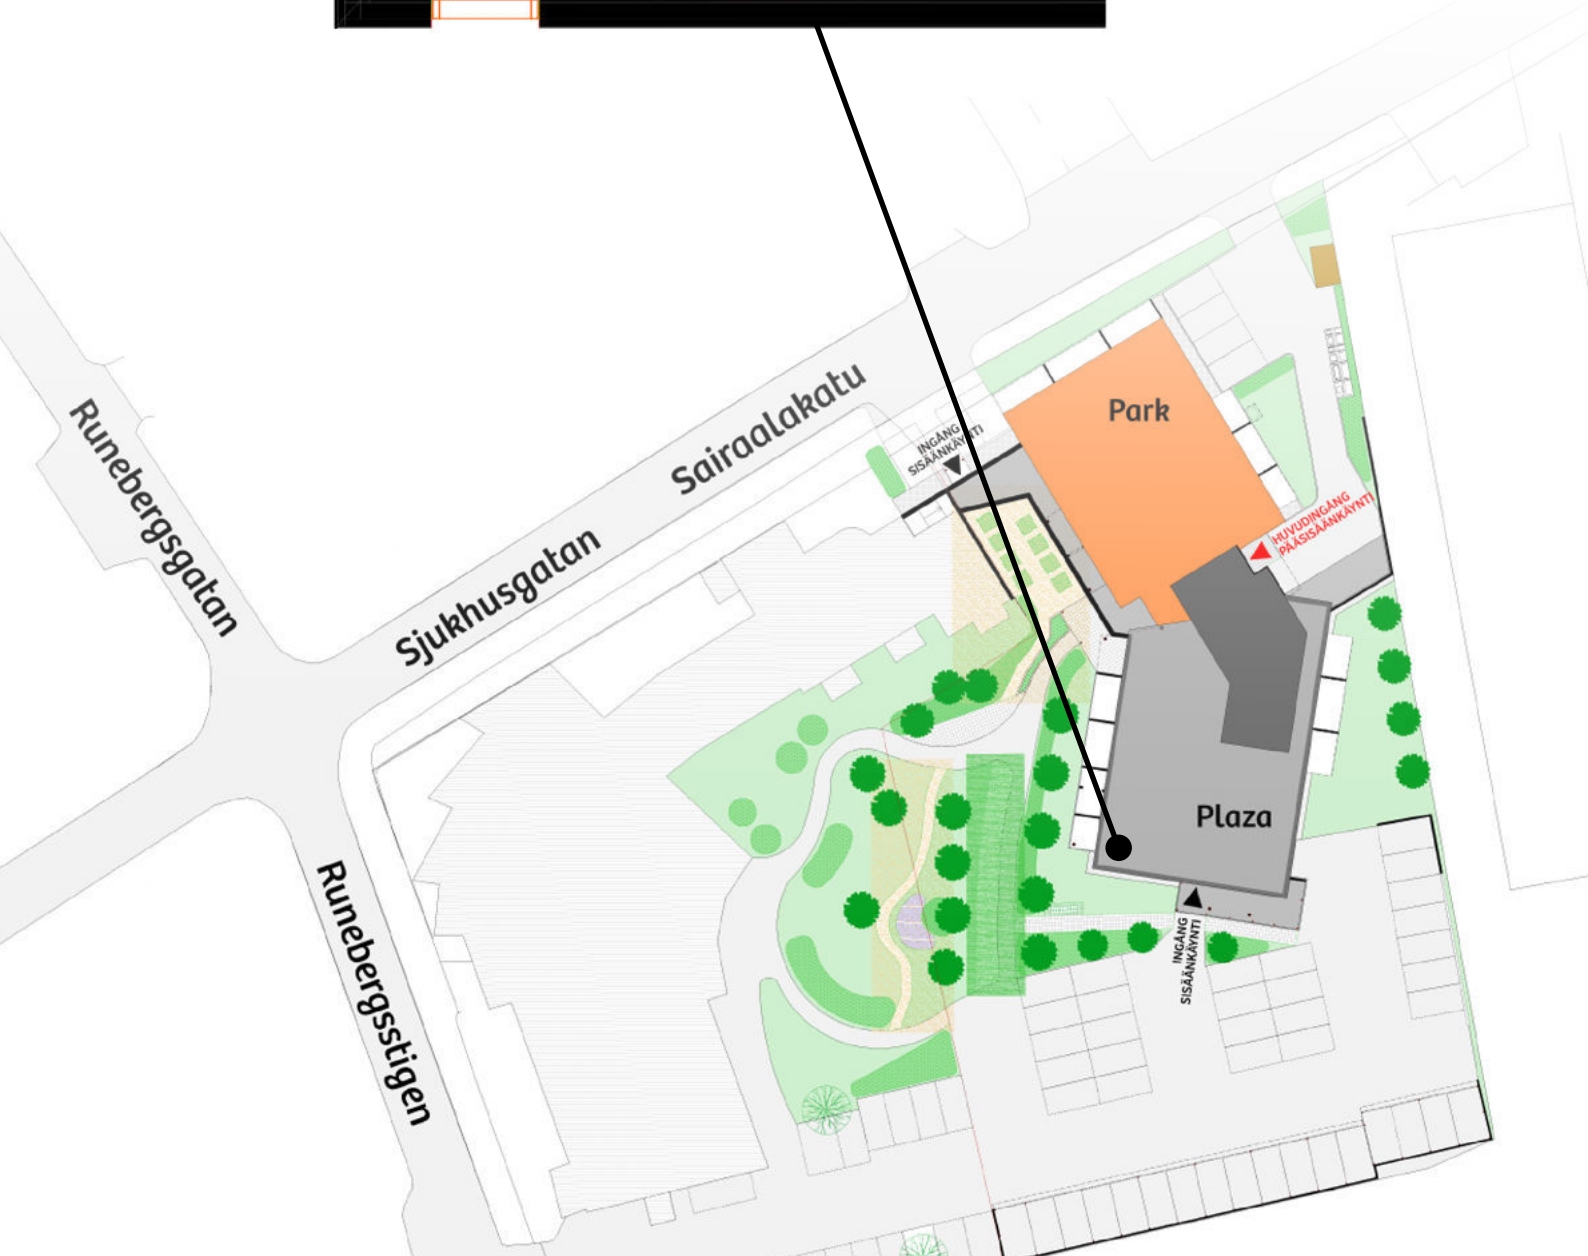 Runebergsgatan
Sjukhusgatan
Sairaalakatu
INGÅNG
SISÄÄNKÄYNTI
Park
HUVUDINGÅNG
PÄÄSISÄÄNKÄYNTI
Plaza
INGÅNG
SISÄÄNKÄYNTI
Runebergsstigen